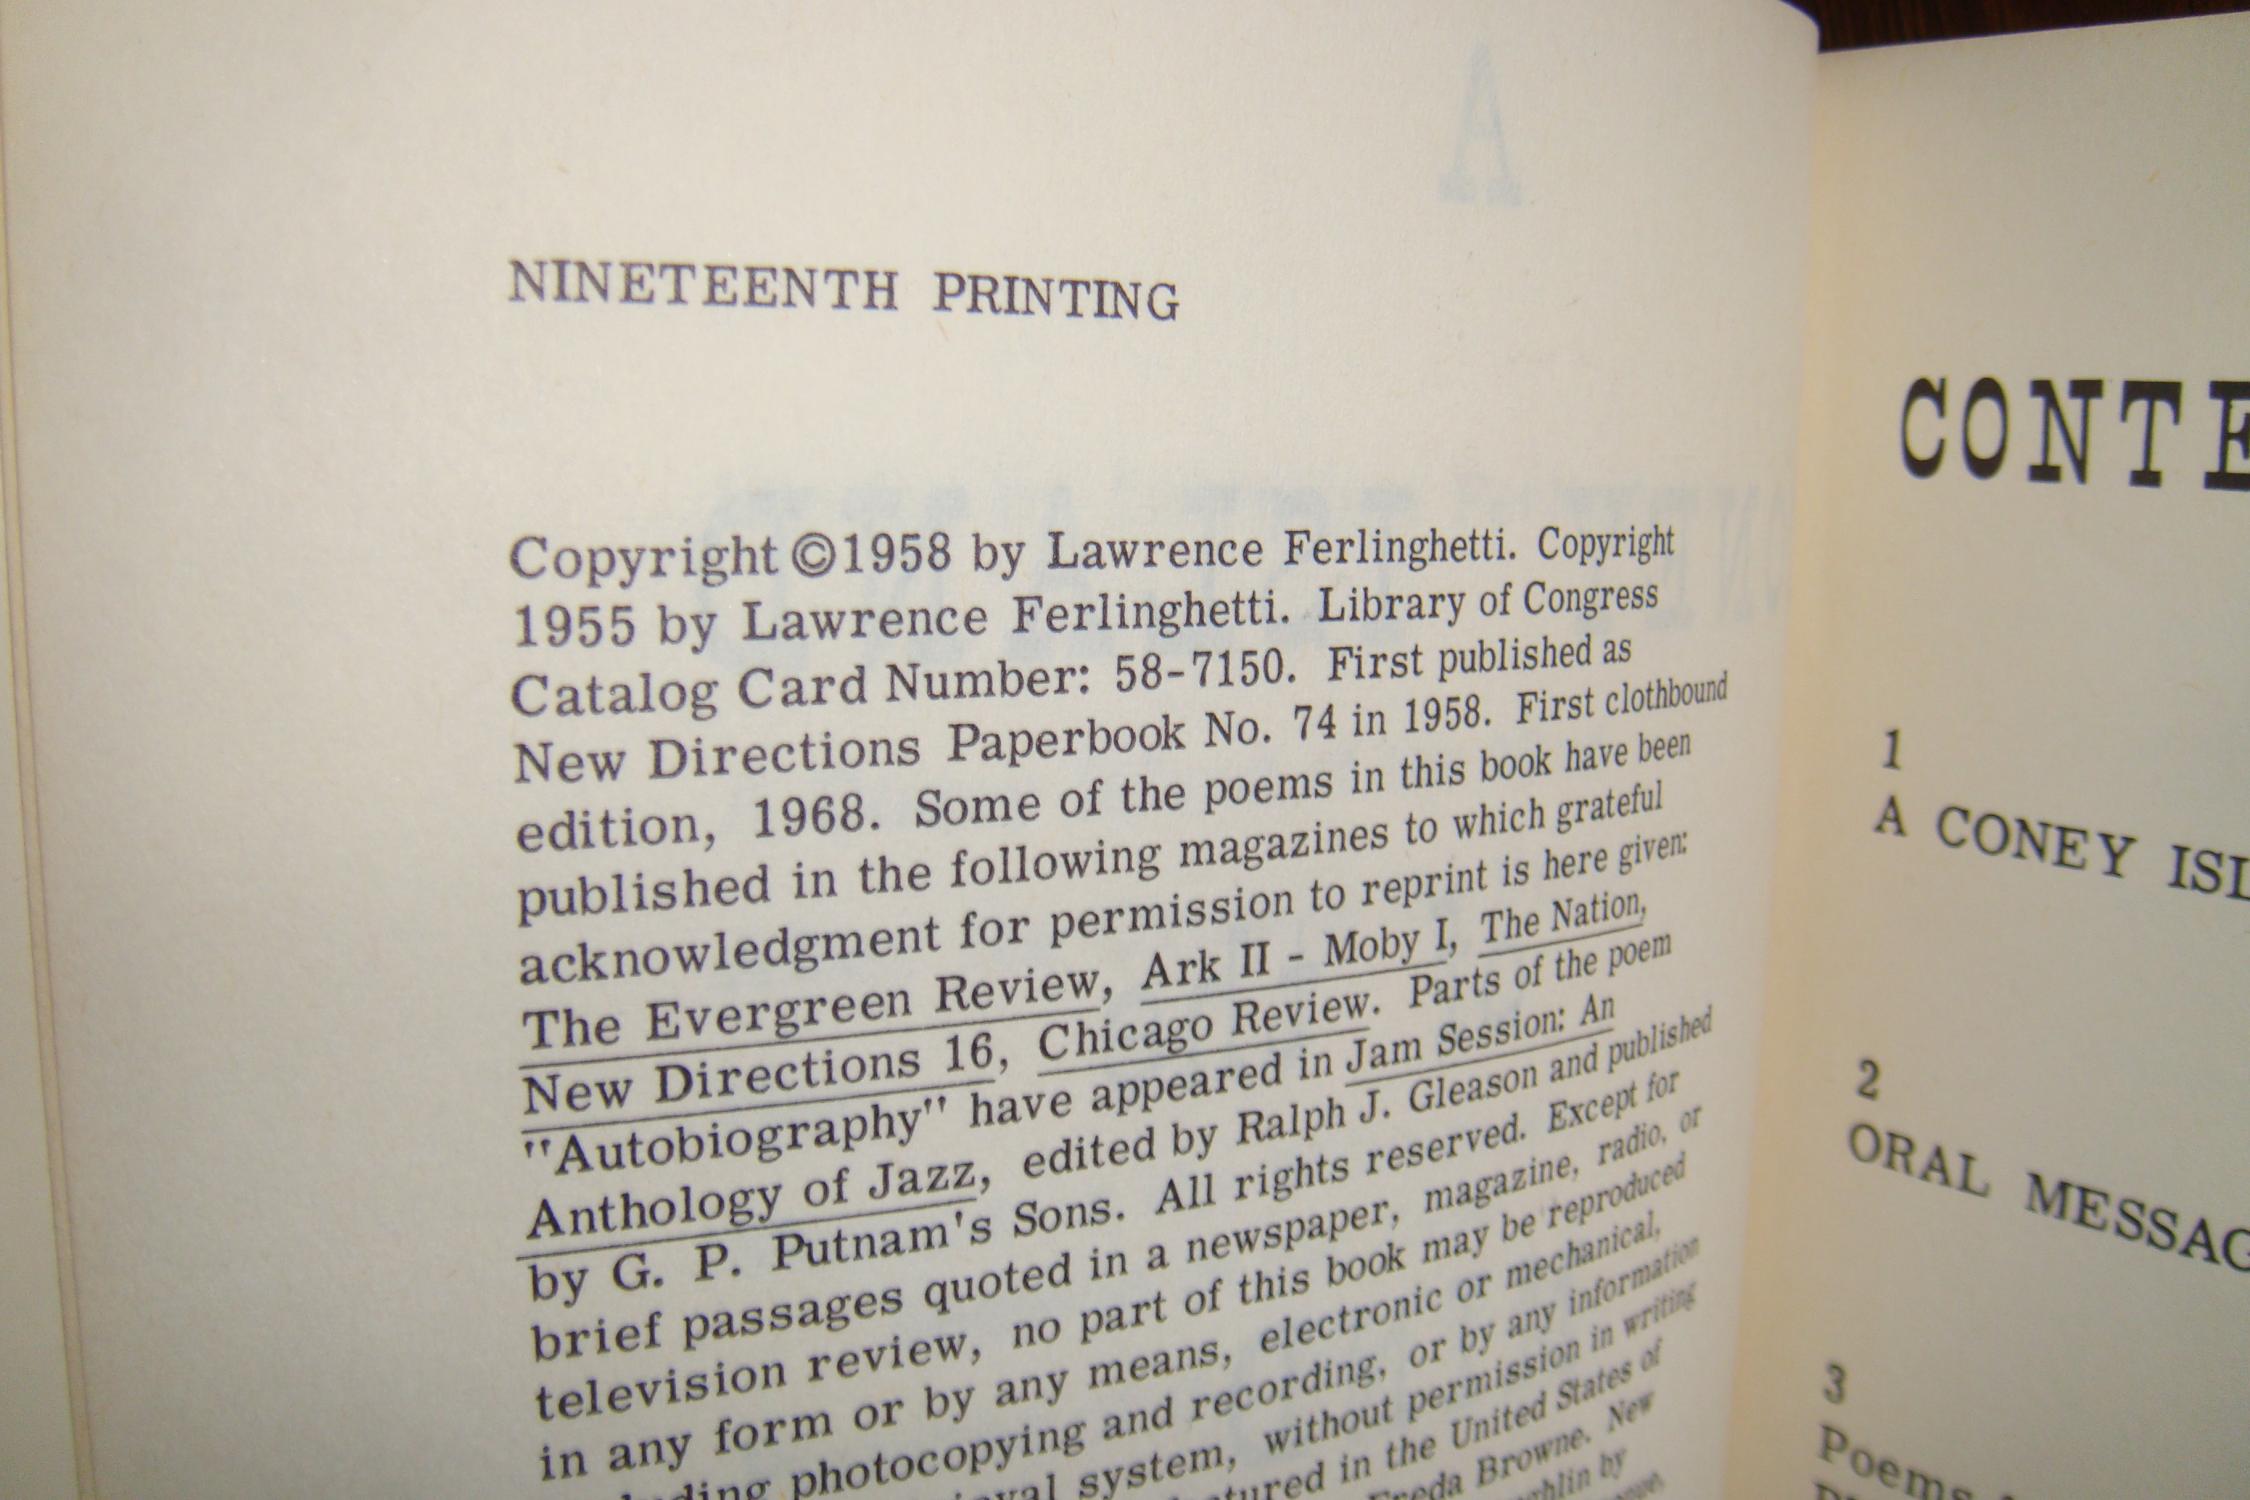 NINETEENTH PRINTING
Copyright ©1958 by Lawrence Ferlinghetti. Copyright
1955 by Lawrence Ferlinghetti. Library of Congress
Catalog Card Number: 58-7150. First published as
New Directions Paperbook No. 74 in 1958. First clothbound
edition, 1968. Some of the poems in this book have been
published in the following magazines to which grateful
acknowledgment for permission to reprint is here given:
The Evergreen Review, Ark II - Moby I, The Nation,
New Directions 16, Chicago Review. Parts of the poem
"Autobiography" have appeared in Jam Session: An
Anthology of Jazz, edited by Ralph J. Gleason and published
by G. P. Putnam's Sons. All rights reserved. Except for
brief passages quoted in a newspaper, magazine, radio, or
television review, no part of this book may be reproduced
in any form or by any means, electronic or mechanical,
photocopying and recording, or by any information
system, without permission in writing
in the United States of
Freda Browne. New
by
CONTE
1
A CONEY ISL
2
ORAL MESSAG
3
Poems